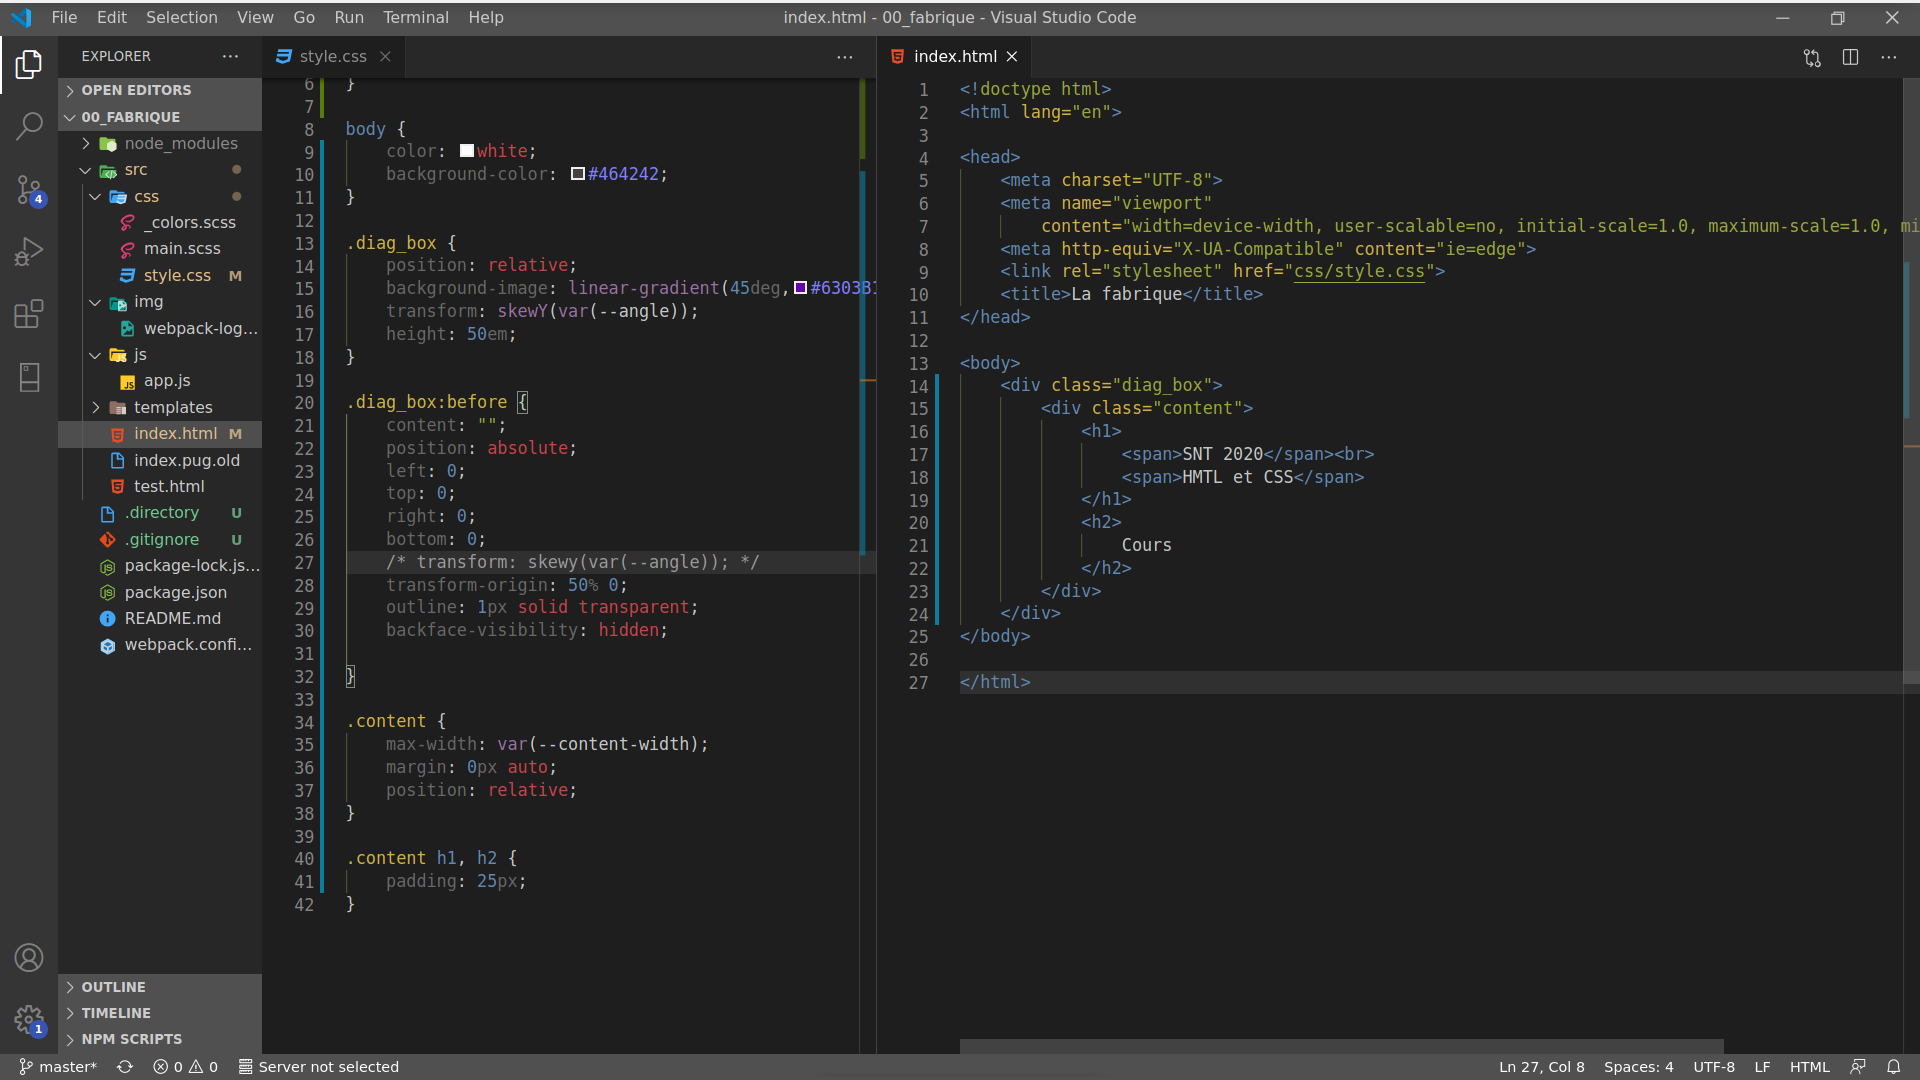 File Edit Selection View Go Run Terminal Help
index.html - 00_fabrique - Visual Studio Code
EXPLORER
OPEN EDITORS
00_FABRIQUE
node_modules
src
css
_colors.scss
main.scss
style.css M
img
webpack-log...
js
app.js
templates
index.html M
index.pug.old
test.html
.directory U
.gitignore U
package-lock.js...
package.json
README.md
webpack.confi...
OUTLINE
TIMELINE
NPM SCRIPTS
4
1
style.css
6 }
7
8 body {
9 color: white;
10 background-color: #464242;
11 }
12
13 .diag_box {
14 position: relative;
15 background-image: linear-gradient(45deg, #6303B1
16 transform: skewY(var(--angle));
17 height: 50em;
18 }
19
20 .diag_box:before {
21 content: "";
22 position: absolute;
23 left: 0;
24 top: 0;
25 right: 0;
26 bottom: 0;
27 /* transform: skewy(var(--angle)); */
28 transform-origin: 50% 0;
29 outline: 1px solid transparent;
30 backface-visibility: hidden;
31
32 }
33
34 .content {
35 max-width: var(--content-width);
36 margin: 0px auto;
37 position: relative;
38 }
39
40 .content h1, h2 {
41 padding: 25px;
42 }
index.html
1 <!doctype html>
2 <html lang="en">
3
4 <head>
5 <meta charset="UTF-8">
6 <meta name="viewport"
7 content="width=device-width, user-scalable=no, initial-scale=1.0, maximum-scale=1.0, mi
8 <meta http-equiv="X-UA-Compatible" content="ie=edge">
9 <link rel="stylesheet" href="css/style.css">
10 <title>La fabrique</title>
11 </head>
12
13 <body>
14 <div class="diag_box">
15 <div class="content">
16 <h1>
17 <span>SNT 2020</span><br>
18 <span>HMTL et CSS</span>
19 </h1>
20 <h2>
21 Cours
22 </h2>
23 </div>
24 </div>
25 </body>
26
27 </html>
master* 0 0 Server not selected
Ln 27, Col 8 Spaces: 4 UTF-8 LF HTML